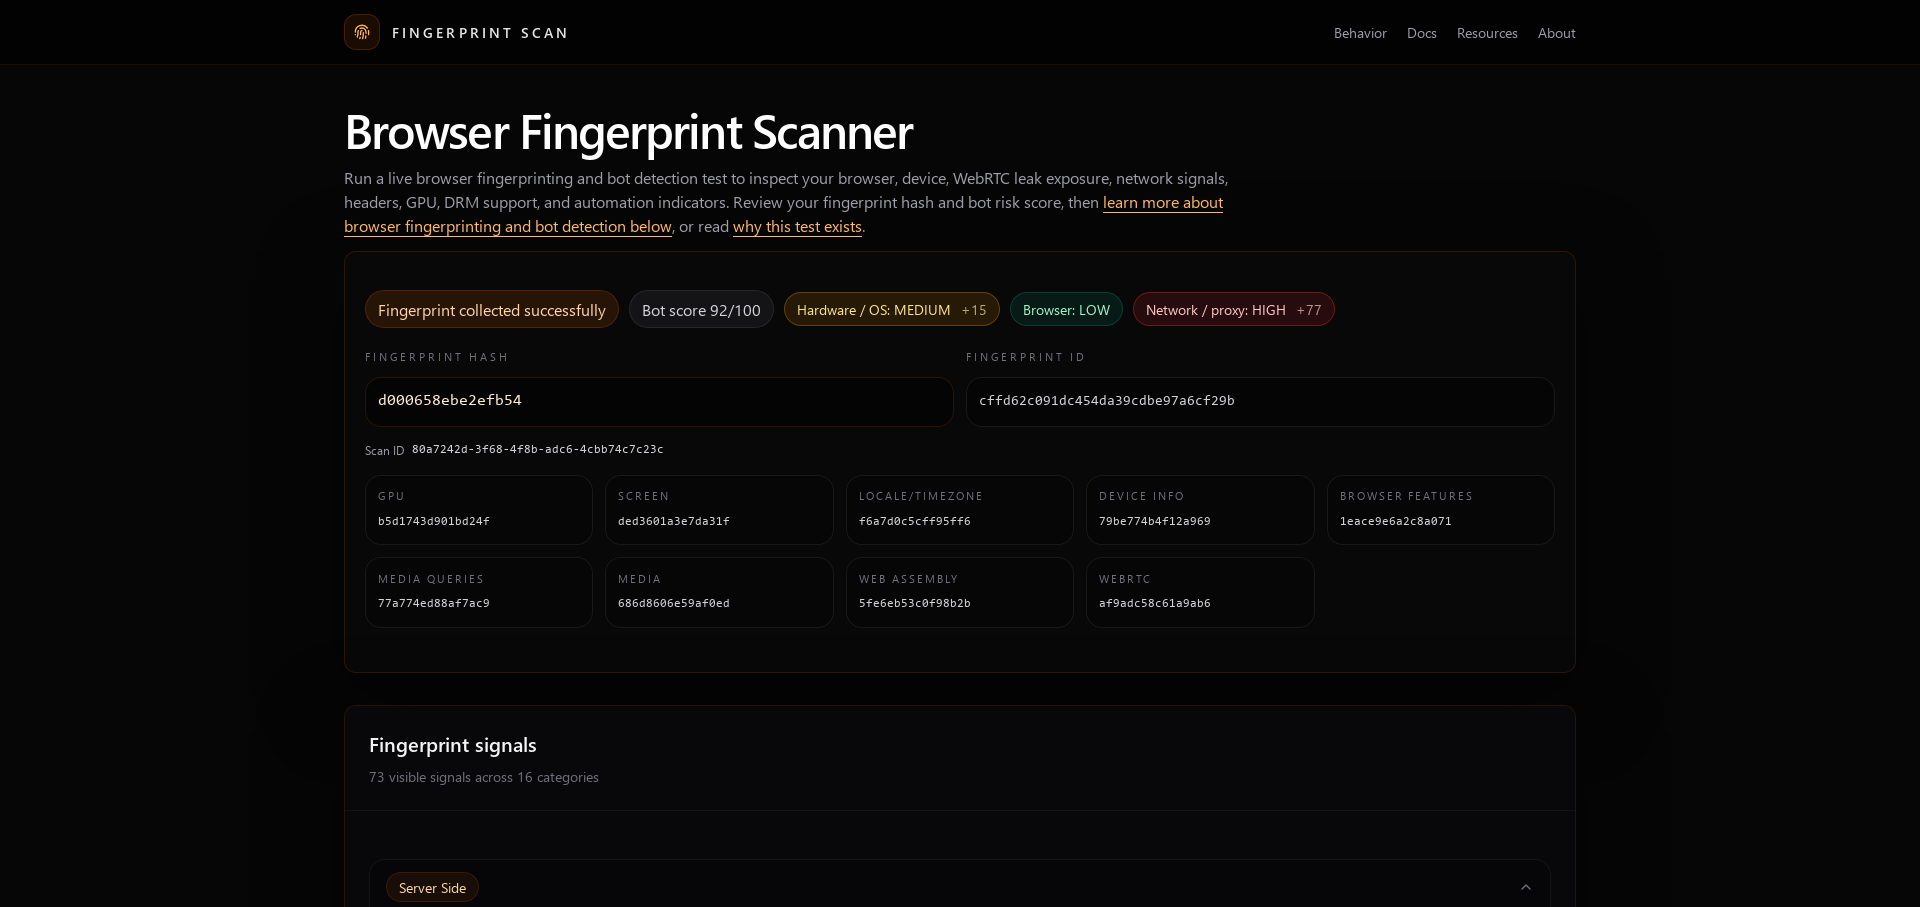 FINGERPRINT SCAN
Behavior Docs Resources About
Browser Fingerprint Scanner
Run a live browser fingerprinting and bot detection test to inspect your browser, device, WebRTC leak exposure, network signals,
headers, GPU, DRM support, and automation indicators. Review your fingerprint hash and bot risk score, then learn more about
browser fingerprinting and bot detection below, or read why this test exists.
Fingerprint collected successfully Bot score 92/100 Hardware / OS: MEDIUM +15 Browser: LOW Network / proxy: HIGH +77
FINGERPRINT HASH FINGERPRINT ID
d000658ebe2efb54 cffd62c091dc454da39cdbe97a6cf29b
Scan ID 80a7242d-3f68-4f8b-adc6-4cbb74c7c23c
GPU SCREEN LOCALE/TIMEZONE DEVICE INFO BROWSER FEATURES
b5d1743d901bd24f ded3601a3e7da31f f6a7d0c5cff95ff6 79be774b4f12a969 1eace9e6a2c8a071
MEDIA QUERIES MEDIA WEB ASSEMBLY WEBRTC
77a774ed88af7ac9 686d8606e59af0ed 5fe6eb53c0f98b2b af9adc58c61a9ab6
Fingerprint signals
73 visible signals across 16 categories
Server Side